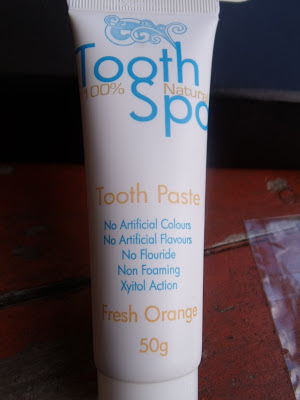 Tooth
100% Natural
Spa
Tooth Paste
No Artificial Colours
No Artificial Flavours
No Flouride
Non Foaming
Xyitol Action
Fresh Orange
50g